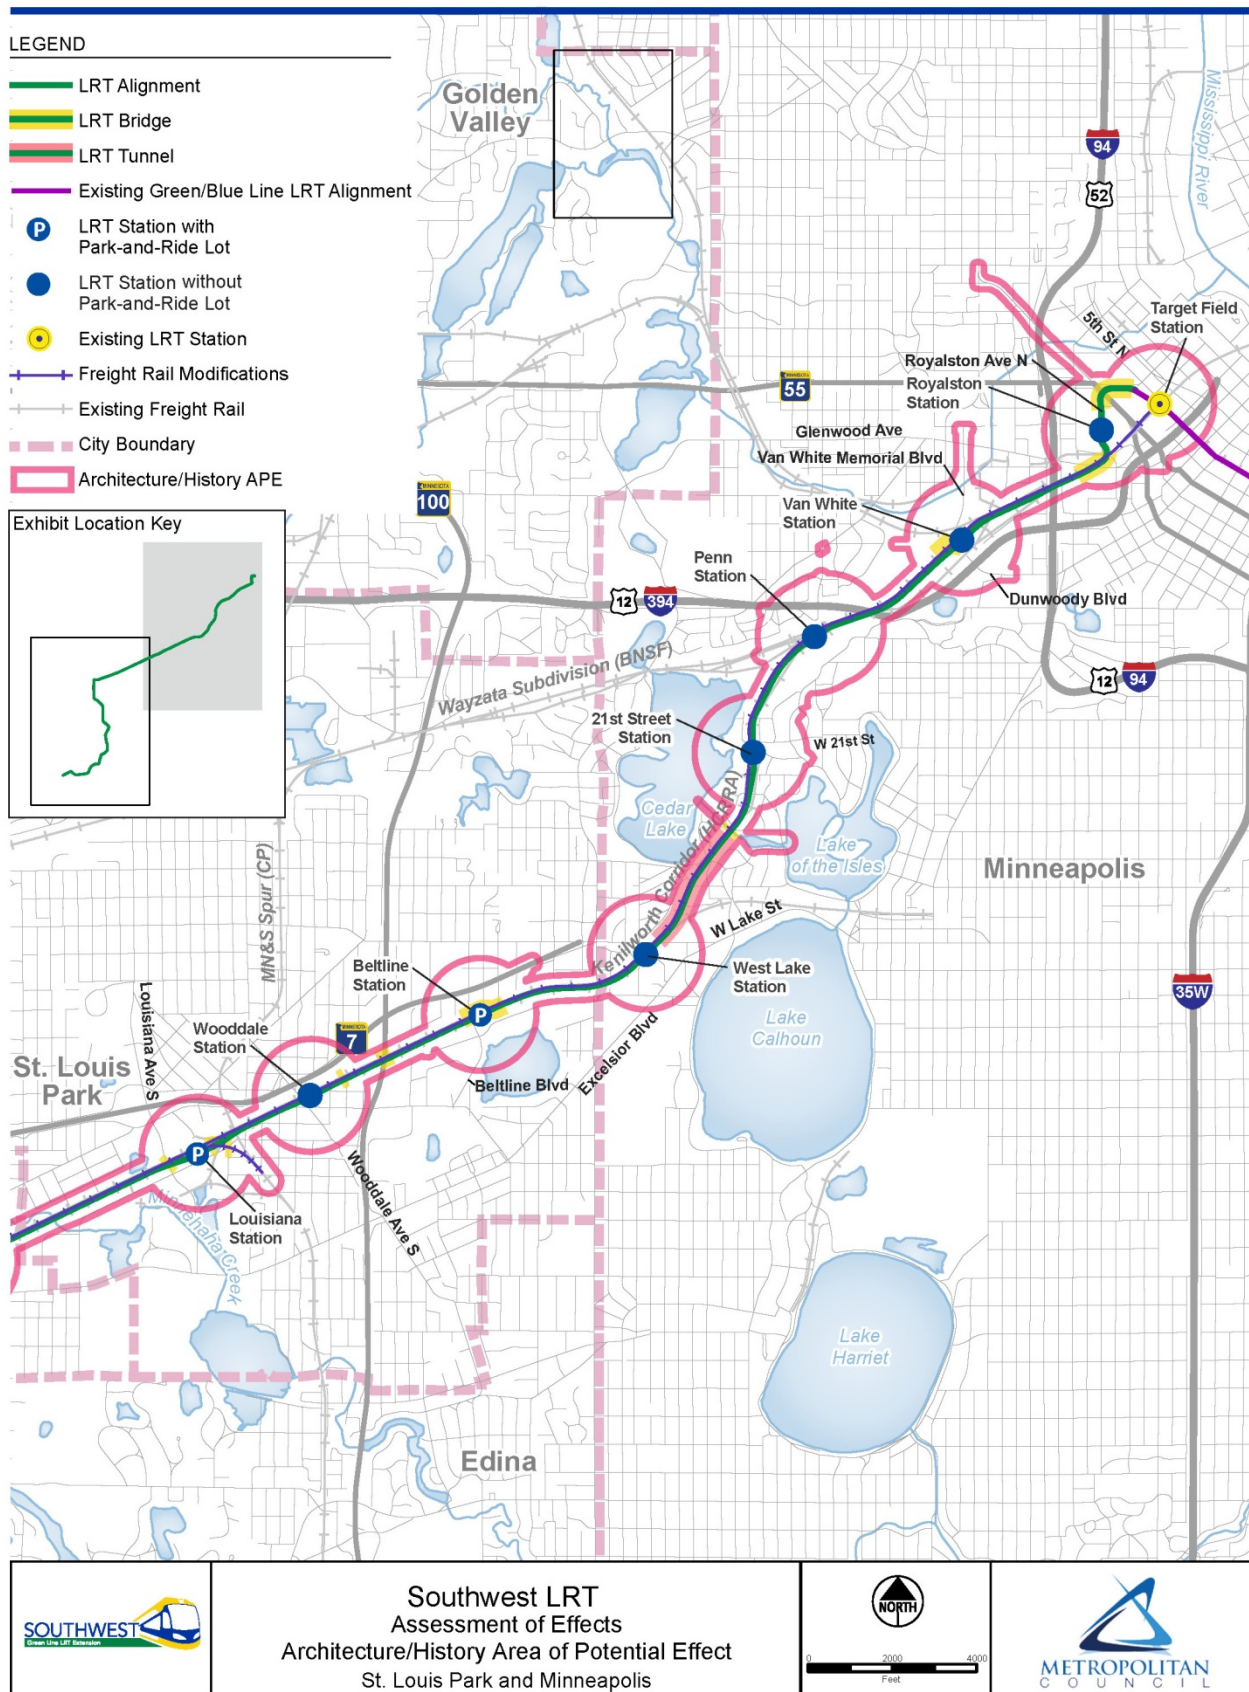 LEGEND
LRT Alignment
LRT Bridge
LRT Tunnel
Existing Green/Blue Line LRT Alignment
P
LRT Station with
Park-and-Ride Lot
LRT Station without
Park-and-Ride Lot
Existing LRT Station
Freight Rail Modifications
Existing Freight Rail
City Boundary
Architecture/History APE
Exhibit Location Key
Golden
Valley
Mississippi River
94
52
Target Field
Station
5th St N
Royalston Ave N
Royalston
Station
MINNESOTA
55
Glenwood Ave
Van White Memorial Blvd
MINNESOTA
100
Van White
Station
Penn
Station
12
394
Dunwoody Blvd
Wayzata Subdivision (BNSF)
12
94
21st Street
Station
W 21st St
Cedar
Lake
Lake
of the Isles
Kenilworth Corridor (HCRRA)
Minneapolis
MN&S Spur (CP)
W Lake St
Beltline
Station
West Lake
Station
P
35W
Louisiana Ave S
Wooddale
Station
MINNESOTA
7
Lake
Calhoun
Excelsior Blvd
St. Louis
Park
Beltline Blvd
P
Wooddale Ave S
Minnehaha Creek
Louisiana
Station
Lake
Harriet
Edina
SOUTHWEST
Green Line LRT Extension
Southwest LRT
Assessment of Effects
Architecture/History Area of Potential Effect
St. Louis Park and Minneapolis
NORTH
0 2000 4000
Feet
METROPOLITAN
COUNCIL